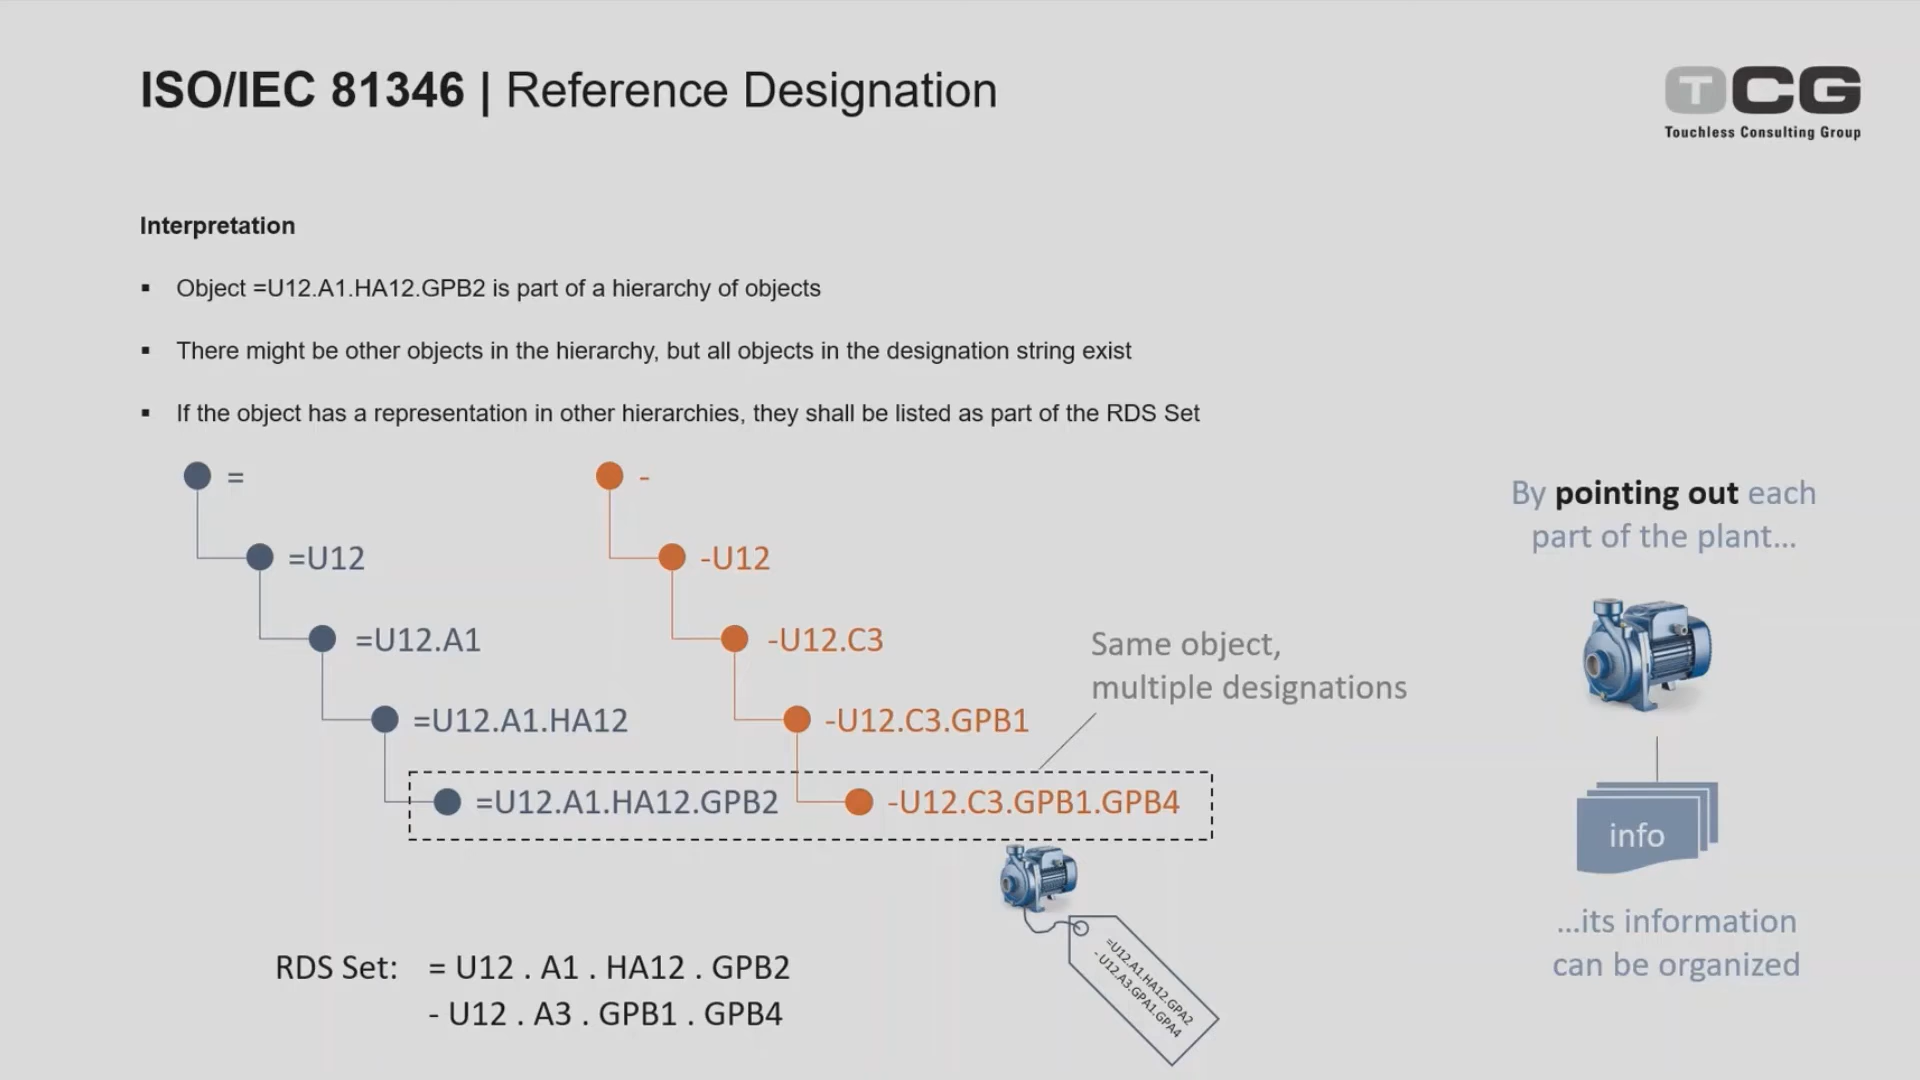 ISO/IEC 81346 | Reference Designation
TCG
Touchless Consulting Group
Interpretation
▪ Object =U12.A1.HA12.GPB2 is part of a hierarchy of objects
▪ There might be other objects in the hierarchy, but all objects in the designation string exist
▪ If the object has a representation in other hierarchies, they shall be listed as part of the RDS Set
=
=U12
=U12.A1
=U12.A1.HA12
=U12.A1.HA12.GPB2
-
-U12
-U12.C3
-U12.C3.GPB1
-U12.C3.GPB1.GPB4
Same object,
multiple designations
RDS Set: = U12 . A1 . HA12 . GPB2
- U12 . A3 . GPB1 . GPB4
=U12.A1.HA12.GPA2
- U12.A3.GPA1.GPA4
By pointing out each
part of the plant...
info
...its information
can be organized